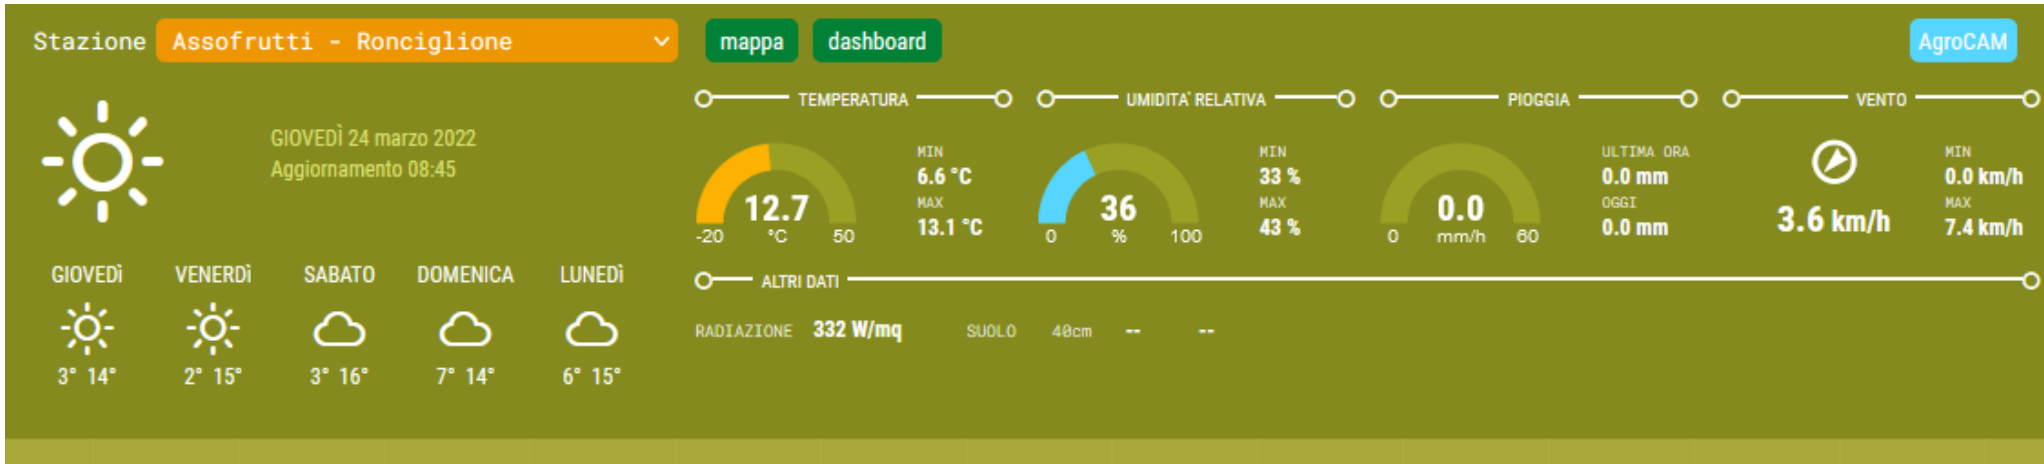 Stazione Assofrutti - Ronciglione mappa dashboard AgroCAM
GIOVEDÌ 24 marzo 2022
Aggiornamento 08:45
GIOVEDÌ VENERDÌ SABATO DOMENICA LUNEDÌ
3° 14° 2° 15° 3° 16° 7° 14° 6° 15°
TEMPERATURA
12.7
-20 °C 50
MIN
6.6 °C
MAX
13.1 °C
UMIDITA' RELATIVA
36
0 % 100
MIN
33 %
MAX
43 %
PIOGGIA
0.0
0 mm/h 60
ULTIMA ORA
0.0 mm
OGGI
0.0 mm
VENTO
3.6 km/h
MIN
0.0 km/h
MAX
7.4 km/h
ALTRI DATI
RADIAZIONE 332 W/mq SUOLO 40cm -- --